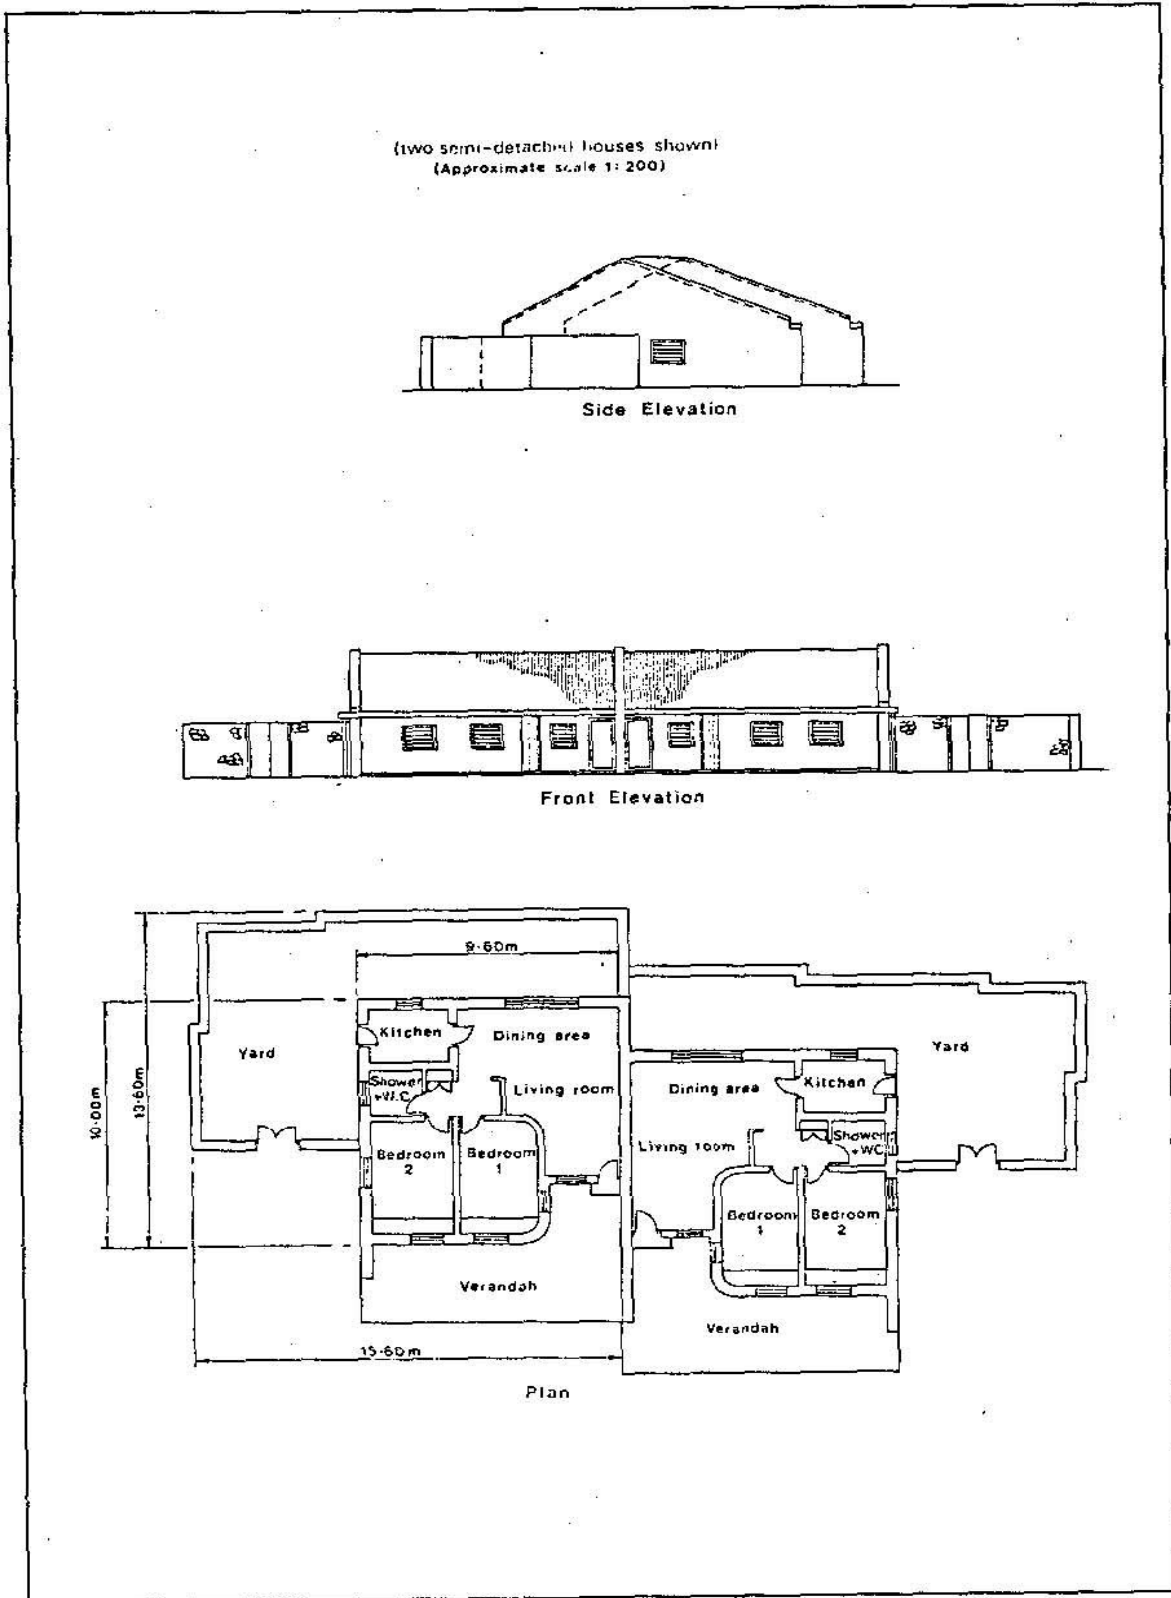 (two semi-detached houses shown)
(Approximate scale 1:200)
Side Elevation
Front Elevation
9·60m
Kitchen
Dining area
Yard
Shower
+W.C
Living room
Bedroom
2
Bedroom
1
Verandah
10·00m
13·60m
15·60m
Dining area
Kitchen
Yard
Living room
Shower
+WC
Bedroom
1
Bedroom
2
Verandah
Plan